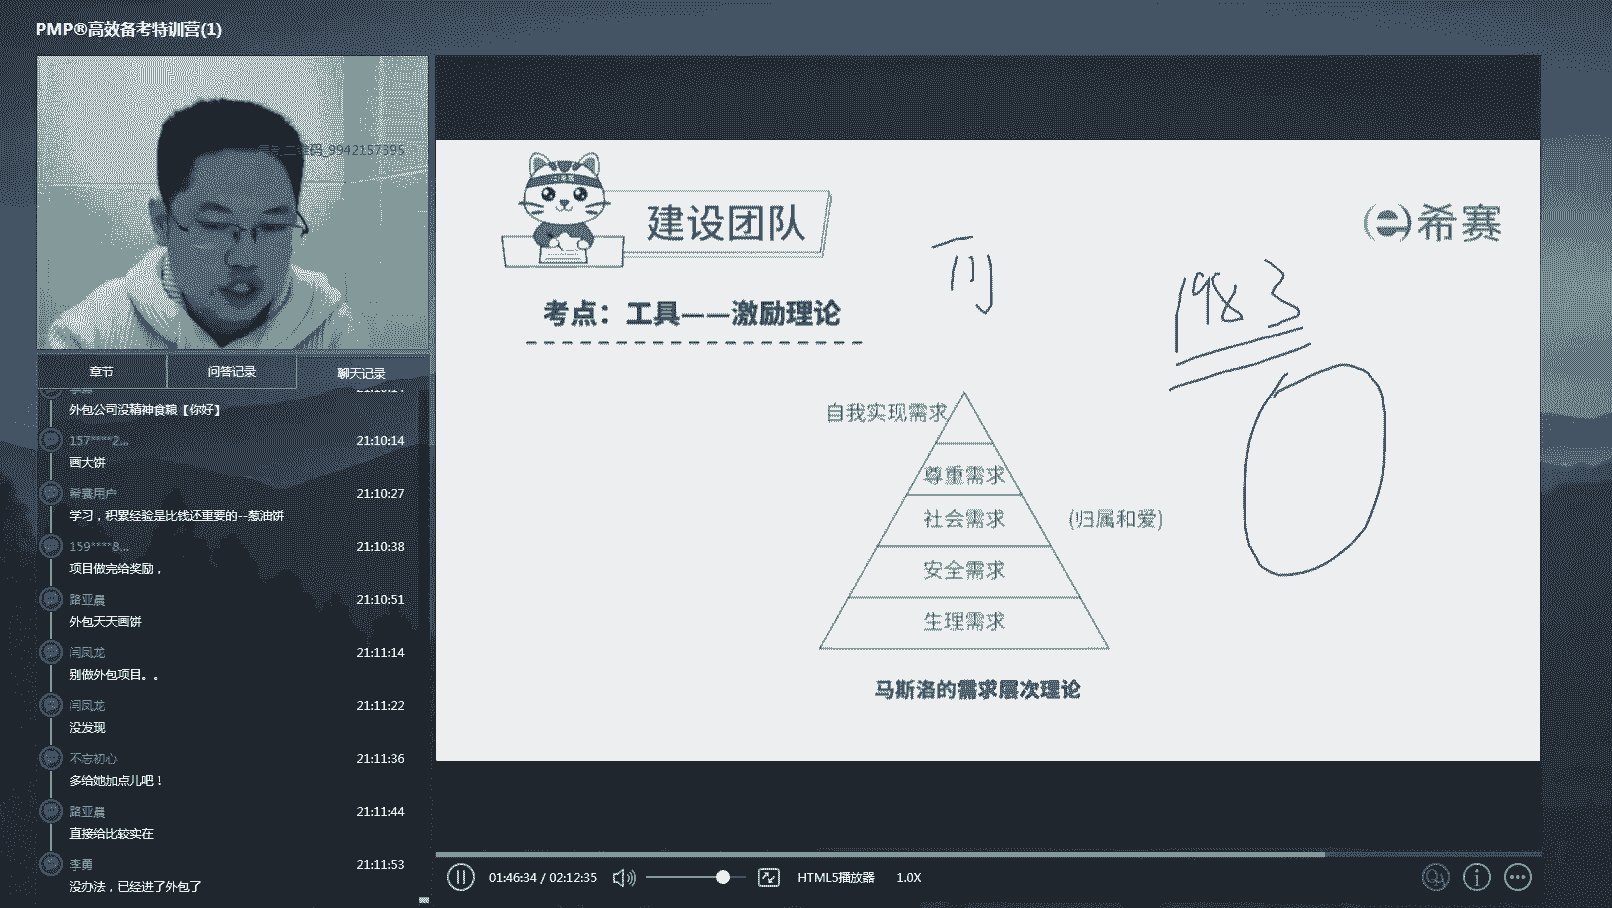 PMP®高效备考特训营(1)
二维码_9942157395
章节
问答记录
聊天记录
外包公司没精神食粮【你好】
157****2...
21:10:14
画大饼
希赛用户
21:10:27
学习，积累经验是比钱还重要的--葱油饼
159****8...
21:10:38
项目做完给奖励，
路亚晨
21:10:51
外包天天画饼
闫凤龙
21:11:14
别做外包项目。。
闫凤龙
21:11:22
没发现
不忘初心
21:11:36
多给她加点儿吧！
路亚晨
21:11:44
直接给比较实在
李勇
21:11:53
没办法，已经进了外包了
建设团队
希赛
1983
考点：工具——激励理论
自我实现需求
尊重需求
社会需求
(归属和爱)
安全需求
生理需求
马斯洛的需求层次理论
01:46:34 / 02:12:35
HTML5播放器
1.0X